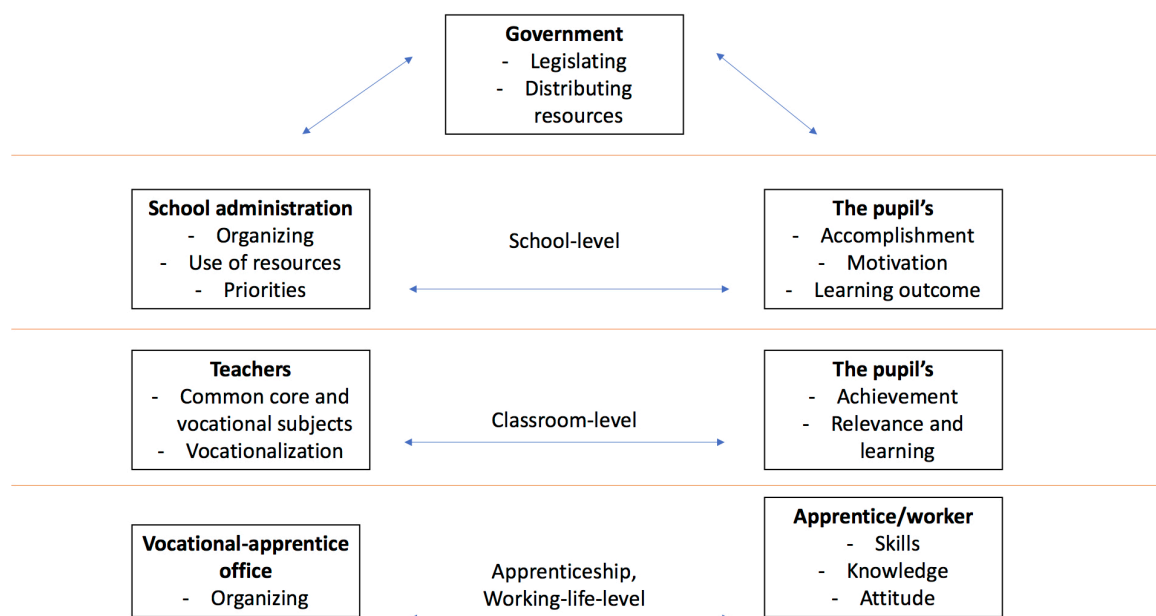 Government
- Legislating
- Distributing
resources
School administration
- Organizing
- Use of resources
- Priorities
School-level
The pupil's
- Accomplishment
- Motivation
- Learning outcome
Teachers
- Common core and
vocational subjects
- Vocationalization
Classroom-level
The pupil's
- Achievement
- Relevance and
learning
Vocational-apprentice
office
- Organizing
Apprenticeship,
Working-life-level
Apprentice/worker
- Skills
- Knowledge
- Attitude